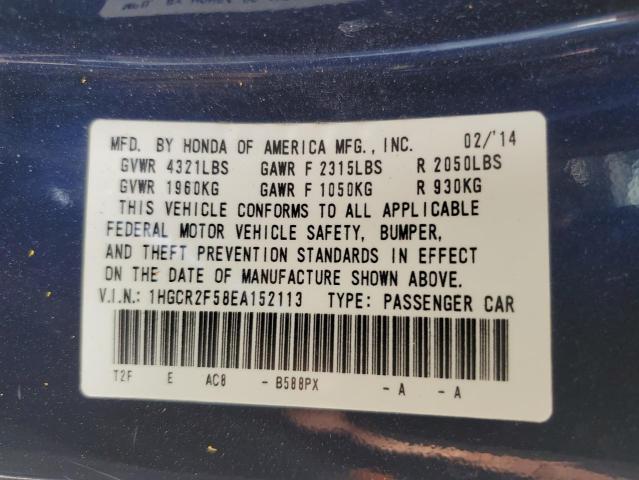 MFD. BY HONDA OF AMERICA MFG., INC. 02/'14
GVWR 4321LBS GAWR F 2315LBS R 2050LBS
GVWR 1960KG GAWR F 1050KG R 930KG
THIS VEHICLE CONFORMS TO ALL APPLICABLE
FEDERAL MOTOR VEHICLE SAFETY, BUMPER,
AND THEFT PREVENTION STANDARDS IN EFFECT
ON THE DATE OF MANUFACTURE SHOWN ABOVE.
V.I.N.: 1HGCR2F58EA152113 TYPE: PASSENGER CAR
T2F E AC8 - B588PX - A - A